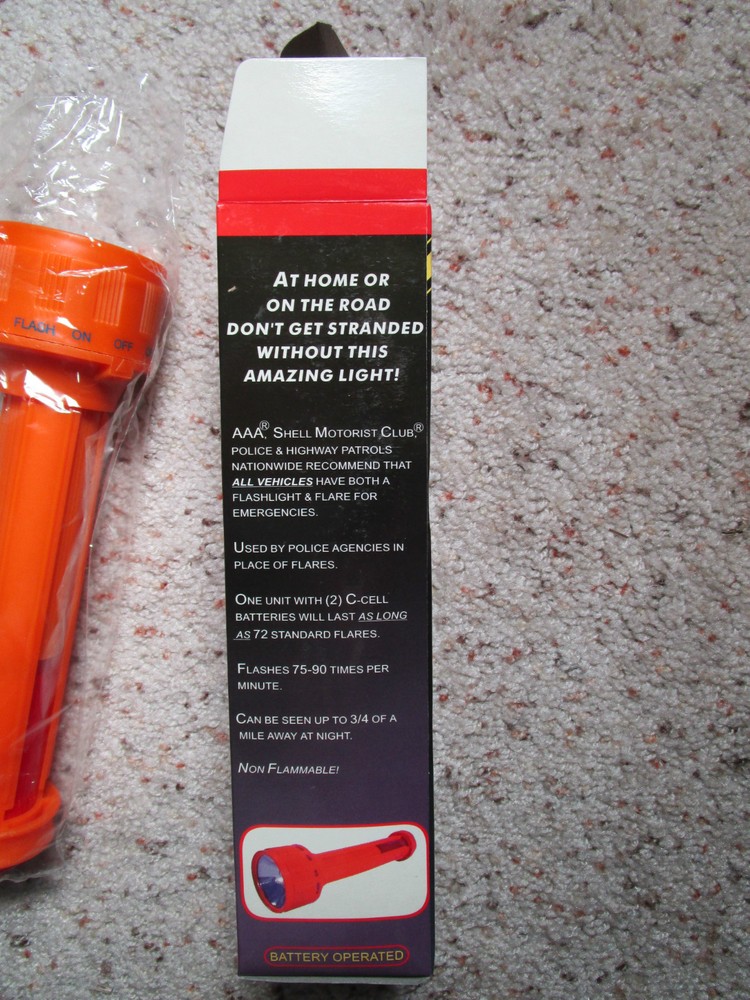 FLASH ON OFF
AT HOME OR
ON THE ROAD
DON'T GET STRANDED
WITHOUT THIS
AMAZING LIGHT!
AAA®, SHELL MOTORIST CLUB,®
POLICE & HIGHWAY PATROLS
NATIONWIDE RECOMMEND THAT
ALL VEHICLES HAVE BOTH A
FLASHLIGHT & FLARE FOR
EMERGENCIES.
USED BY POLICE AGENCIES IN
PLACE OF FLARES.
ONE UNIT WITH (2) C-CELL
BATTERIES WILL LAST AS LONG
AS 72 STANDARD FLARES.
FLASHES 75-90 TIMES PER
MINUTE.
CAN BE SEEN UP TO 3/4 OF A
MILE AWAY AT NIGHT.
NON FLAMMABLE!
BATTERY OPERATED